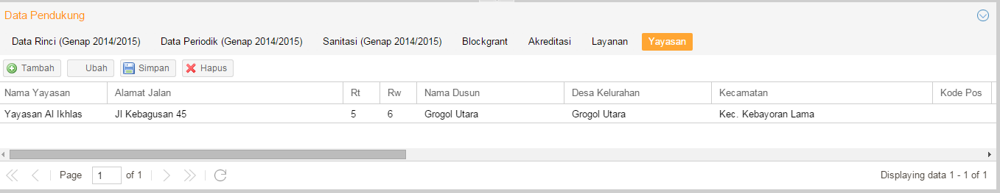 Data Pendukung
Data Rinci (Genap 2014/2015) Data Periodik (Genap 2014/2015) Sanitasi (Genap 2014/2015) Blockgrant Akreditasi Layanan Yayasan
Tambah Ubah Simpan Hapus
Nama Yayasan Alamat Jalan Rt Rw Nama Dusun Desa Kelurahan Kecamatan Kode Pos
Yayasan Al Ikhlas Jl Kebagusan 45 5 6 Grogol Utara Grogol Utara Kec. Kebayoran Lama
Page 1 of 1 Displaying data 1 - 1 of 1